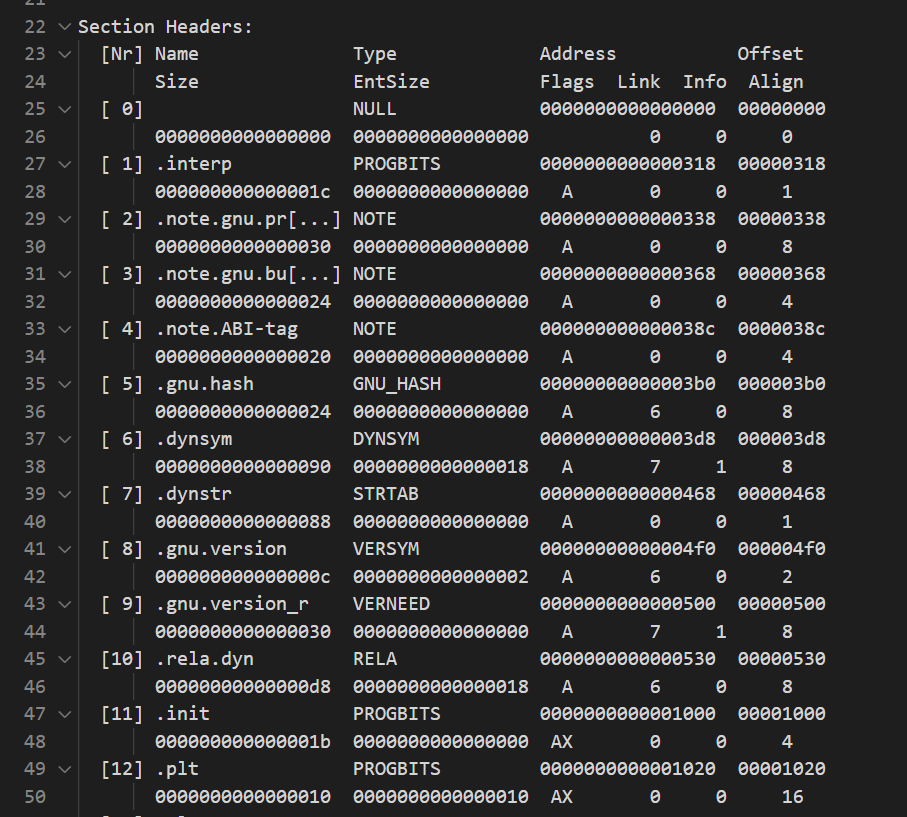 22 Section Headers:
23 [Nr] Name Type Address Offset
24 Size EntSize Flags Link Info Align
25 [ 0] NULL 0000000000000000 00000000
26 0000000000000000 0000000000000000 0 0 0
27 [ 1] .interp PROGBITS 0000000000000318 00000318
28 000000000000001c 0000000000000000 A 0 0 1
29 [ 2] .note.gnu.pr[...] NOTE 0000000000000338 00000338
30 0000000000000030 0000000000000000 A 0 0 8
31 [ 3] .note.gnu.bu[...] NOTE 0000000000000368 00000368
32 0000000000000024 0000000000000000 A 0 0 4
33 [ 4] .note.ABI-tag NOTE 000000000000038c 0000038c
34 0000000000000020 0000000000000000 A 0 0 4
35 [ 5] .gnu.hash GNU_HASH 00000000000003b0 000003b0
36 0000000000000024 0000000000000000 A 6 0 8
37 [ 6] .dynsym DYNSYM 00000000000003d8 000003d8
38 0000000000000090 0000000000000018 A 7 1 8
39 [ 7] .dynstr STRTAB 0000000000000468 00000468
40 0000000000000088 0000000000000000 A 0 0 1
41 [ 8] .gnu.version VERSYM 00000000000004f0 000004f0
42 000000000000000c 0000000000000002 A 6 0 2
43 [ 9] .gnu.version_r VERNEED 0000000000000500 00000500
44 0000000000000030 0000000000000000 A 7 1 8
45 [10] .rela.dyn RELA 0000000000000530 00000530
46 00000000000000d8 0000000000000018 A 6 0 8
47 [11] .init PROGBITS 0000000000001000 00001000
48 000000000000001b 0000000000000000 AX 0 0 4
49 [12] .plt PROGBITS 0000000000001020 00001020
50 0000000000000010 0000000000000010 AX 0 0 16